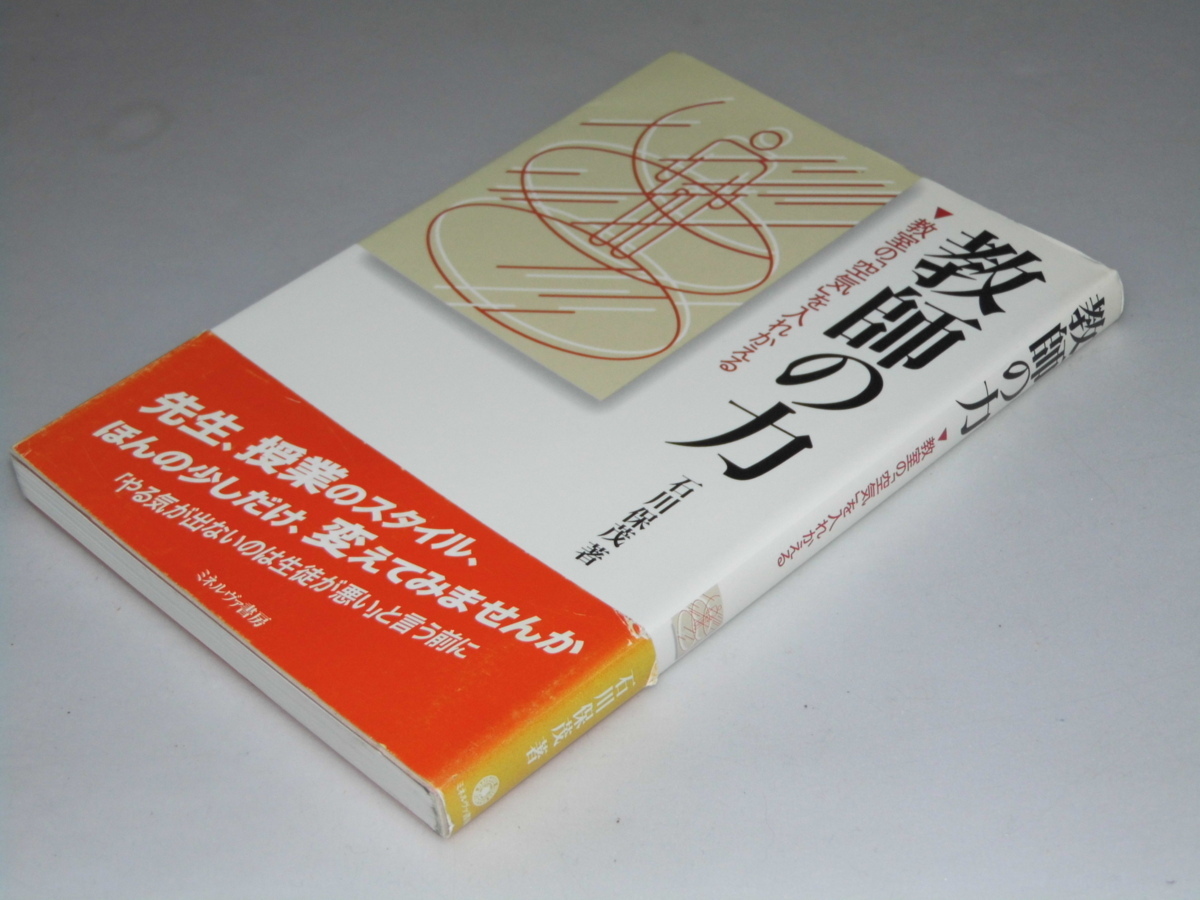 教師の力
▼教室の「空気」を入れかえる
石川保茂 著
先生、授業のスタイル、
ほんの少しだけ、変えてみませんか
「やる気が出ないのは生徒が悪い」と言う前に
ミネルヴァ書房
教師の力
▼教室の「空気」を入れかえる
石川保茂 著